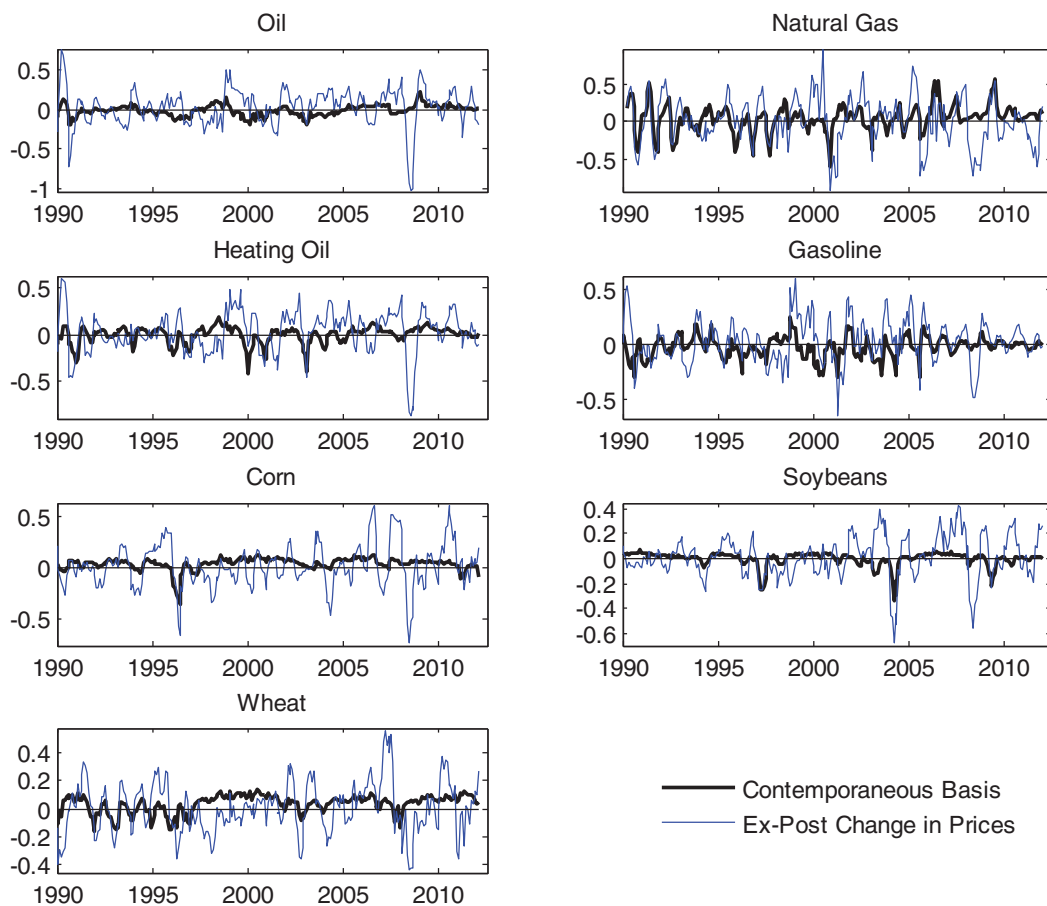 Oil
0.5
0
-0.5
-1
1990 1995 2000 2005 2010
Natural Gas
0.5
0
-0.5
1990 1995 2000 2005 2010
Heating Oil
0.5
0
-0.5
1990 1995 2000 2005 2010
Gasoline
0.5
0
-0.5
1990 1995 2000 2005 2010
Corn
0.5
0
-0.5
1990 1995 2000 2005 2010
Soybeans
0.4
0.2
0
-0.2
-0.4
-0.6
1990 1995 2000 2005 2010
Wheat
0.4
0.2
0
-0.2
-0.4
1990 1995 2000 2005 2010
Contemporaneous Basis
Ex-Post Change in Prices